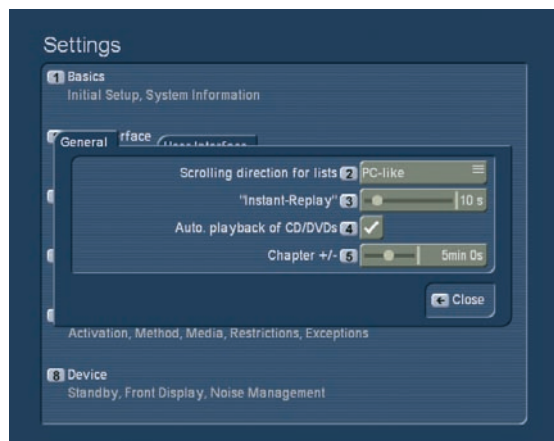 Settings
1 Basics
Initial Setup, System Information
rface
General
Scrolling direction for lists 2 PC-like
"Instant-Replay" 3 10 s
Auto. playback of CD/DVDs 4
Chapter +/- 5 5min 0s
Close
Activation, Method, Media, Restrictions, Exceptions
8 Device
Standby, Front Display, Noise Management